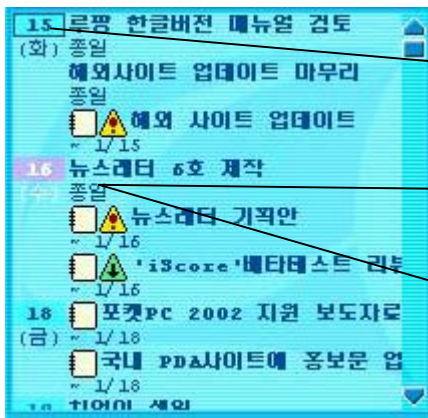 15 루팡 한글버전 매뉴얼 검토
(화) 종일
해외사이트 업데이트 마무리
종일
해외 사이트 업데이트
~ 1/15
16 뉴스래터 6호 제작
(수) 종일
뉴스래터 기획안
~ 1/16
'iScore'베타테스트 리뷰
~ 1/16
18 포켓PC 2002 지원 보도자료
(금) ~ 1/18
국내 PDA사이트에 홍보문 업
~ 1/18